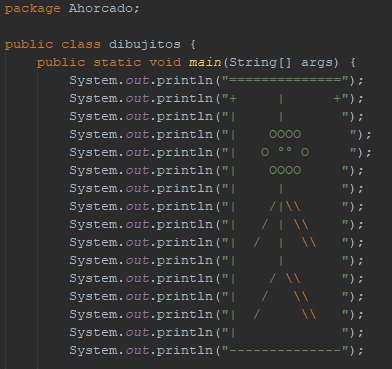 package Ahorcado;
public class dibujitos {
    public static void main(String[] args) {
        System.out.println("==============");
        System.out.println("+     |      +");
        System.out.println("|     |       ");
        System.out.println("|    OOOO      ");
        System.out.println("|   O °° O     ");
        System.out.println("|    OOOO     ");
        System.out.println("|     |       ");
        System.out.println("|    /|\\     ");
        System.out.println("|   / | \\    ");
        System.out.println("|  /  |  \\   ");
        System.out.println("|     |       ");
        System.out.println("|    / \\     ");
        System.out.println("|   /   \\    ");
        System.out.println("|  /     \\   ");
        System.out.println("|             ");
        System.out.println("--------------");